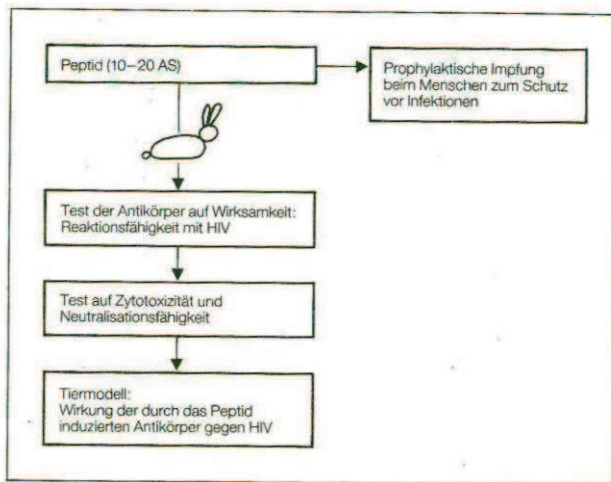 Peptid (10–20 AS)
Prophylaktische Impfung
beim Menschen zum Schutz
vor Infektionen
Test der Antikörper auf Wirksamkeit:
Reaktionsfähigkeit mit HIV
Test auf Zytotoxizität und
Neutralisationsfähigkeit
Tiermodell:
Wirkung der durch das Peptid
induzierten Antikörper gegen HIV